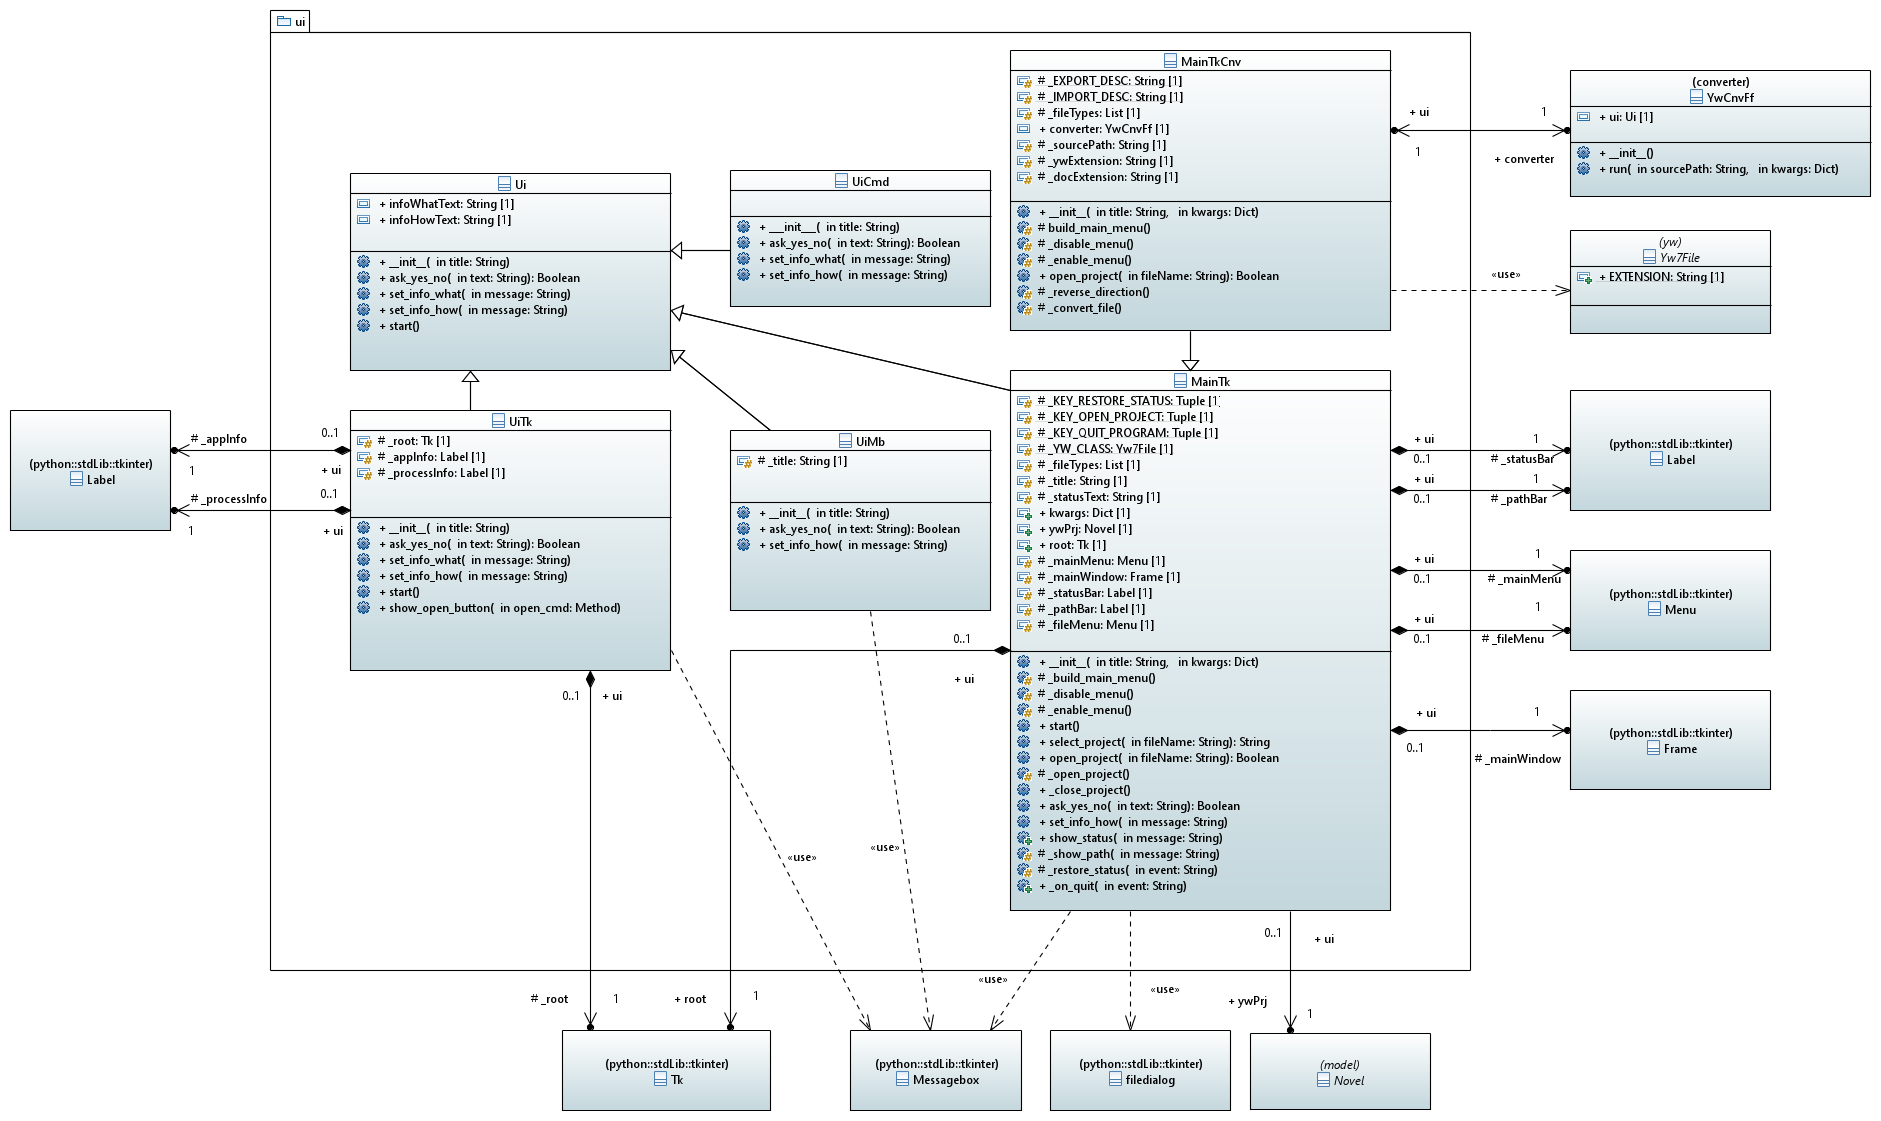 ui
MainTkCnv
# _EXPORT_DESC: String [1]
# _IMPORT_DESC: String [1]
# _fileTypes: List [1]
+ converter: YwCnvFf [1]
# _sourcePath: String [1]
# _ywExtension: String [1]
# _docExtension: String [1]
+ __init__(  in title: String,   in kwargs: Dict)
# build_main_menu()
# _disable_menu()
# _enable_menu()
+ open_project(  in fileName: String): Boolean
# _reverse_direction()
# _convert_file()
+ ui
1
1
+ converter
(converter)
YwCnvFf
+ ui: Ui [1]
+ __init__()
+ run(  in sourcePath: String,   in kwargs: Dict)
«use»
(yw)
Yw7File
+ EXTENSION: String [1]
Ui
+ infoWhatText: String [1]
+ infoHowText: String [1]
+ __init__(  in title: String)
+ ask_yes_no(  in text: String): Boolean
+ set_info_what(  in message: String)
+ set_info_how(  in message: String)
+ start()
UiCmd
+ ___init___(  in title: String)
+ ask_yes_no(  in text: String): Boolean
+ set_info_what(  in message: String)
+ set_info_how(  in message: String)
(python::stdLib::tkinter)
Label
# _appInfo
0..1
1
+ ui
# _processInfo
0..1
1
+ ui
UiTk
# _root: Tk [1]
# _appInfo: Label [1]
# _processInfo: Label [1]
+ __init__(  in title: String)
+ ask_yes_no(  in text: String): Boolean
+ set_info_what(  in message: String)
+ set_info_how(  in message: String)
+ start()
+ show_open_button(  in open_cmd: Method)
UiMb
# _title: String [1]
+ __init__(  in title: String)
+ ask_yes_no(  in text: String): Boolean
+ set_info_how(  in message: String)
MainTk
# _KEY_RESTORE_STATUS: Tuple [1]
# _KEY_OPEN_PROJECT: Tuple [1]
# _KEY_QUIT_PROGRAM: Tuple [1]
# _YW_CLASS: Yw7File [1]
# _fileTypes: List [1]
# _title: String [1]
# _statusText: String [1]
+ kwargs: Dict [1]
+ ywPrj: Novel [1]
+ root: Tk [1]
# _mainMenu: Menu [1]
# _mainWindow: Frame [1]
# _statusBar: Label [1]
# _pathBar: Label [1]
# _fileMenu: Menu [1]
+ __init__(  in title: String,   in kwargs: Dict)
# _build_main_menu()
# _disable_menu()
# _enable_menu()
+ start()
+ select_project(  in fileName: String): String
+ open_project(  in fileName: String): Boolean
# _open_project()
+ _close_project()
+ ask_yes_no(  in text: String): Boolean
+ set_info_how(  in message: String)
+ show_status(  in message: String)
# _show_path(  in message: String)
# _restore_status(  in event: String)
+ _on_quit(  in event: String)
+ ui
1
0..1
# _statusBar
+ ui
1
0..1
# _pathBar
(python::stdLib::tkinter)
Label
+ ui
1
0..1
# _mainMenu
+ ui
1
0..1
# _fileMenu
(python::stdLib::tkinter)
Menu
+ ui
1
0..1
# _mainWindow
(python::stdLib::tkinter)
Frame
0..1
+ ui
0..1
+ ui
«use»
«use»
«use»
«use»
0..1
+ ui
# _root
1
+ root
1
+ ywPrj
1
(python::stdLib::tkinter)
Tk
(python::stdLib::tkinter)
Messagebox
(python::stdLib::tkinter)
filedialog
(model)
Novel